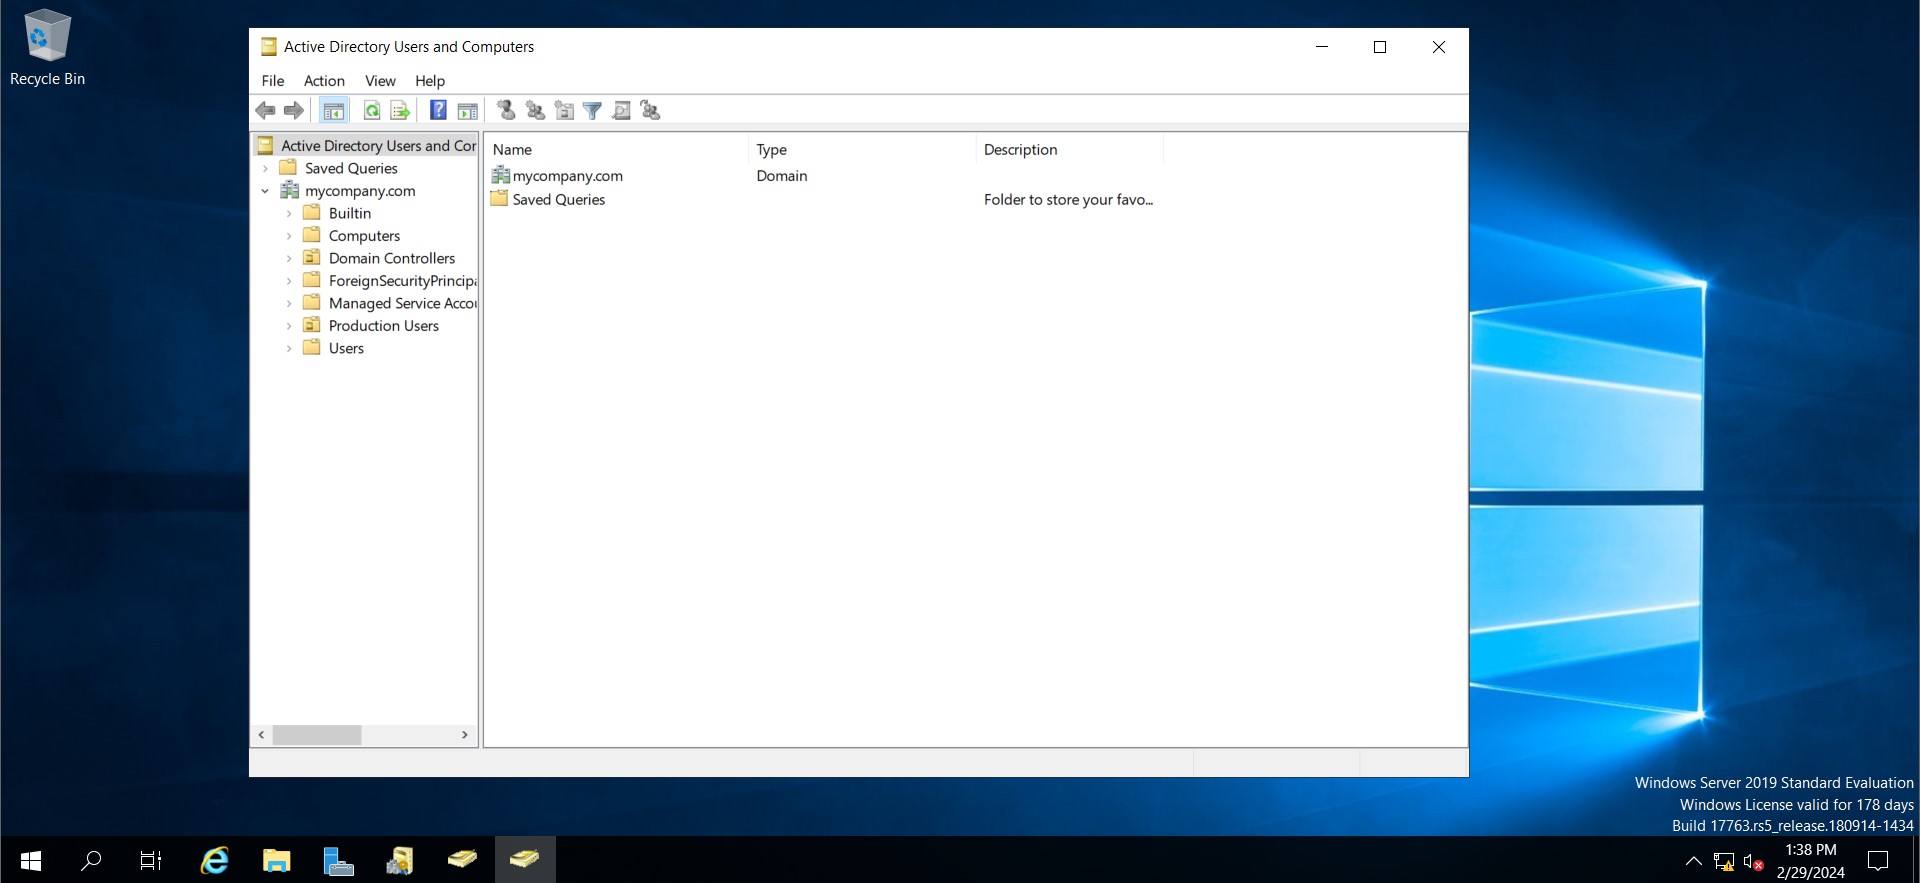 Recycle Bin
Active Directory Users and Computers
File Action View Help
Active Directory Users and Cor
Saved Queries
mycompany.com
Builtin
Computers
Domain Controllers
ForeignSecurityPrincipa
Managed Service Accou
Production Users
Users
Name Type Description
mycompany.com Domain
Saved Queries Folder to store your favo...
Windows Server 2019 Standard Evaluation
Windows License valid for 178 days
Build 17763.rs5_release.180914-1434
1:38 PM
2/29/2024